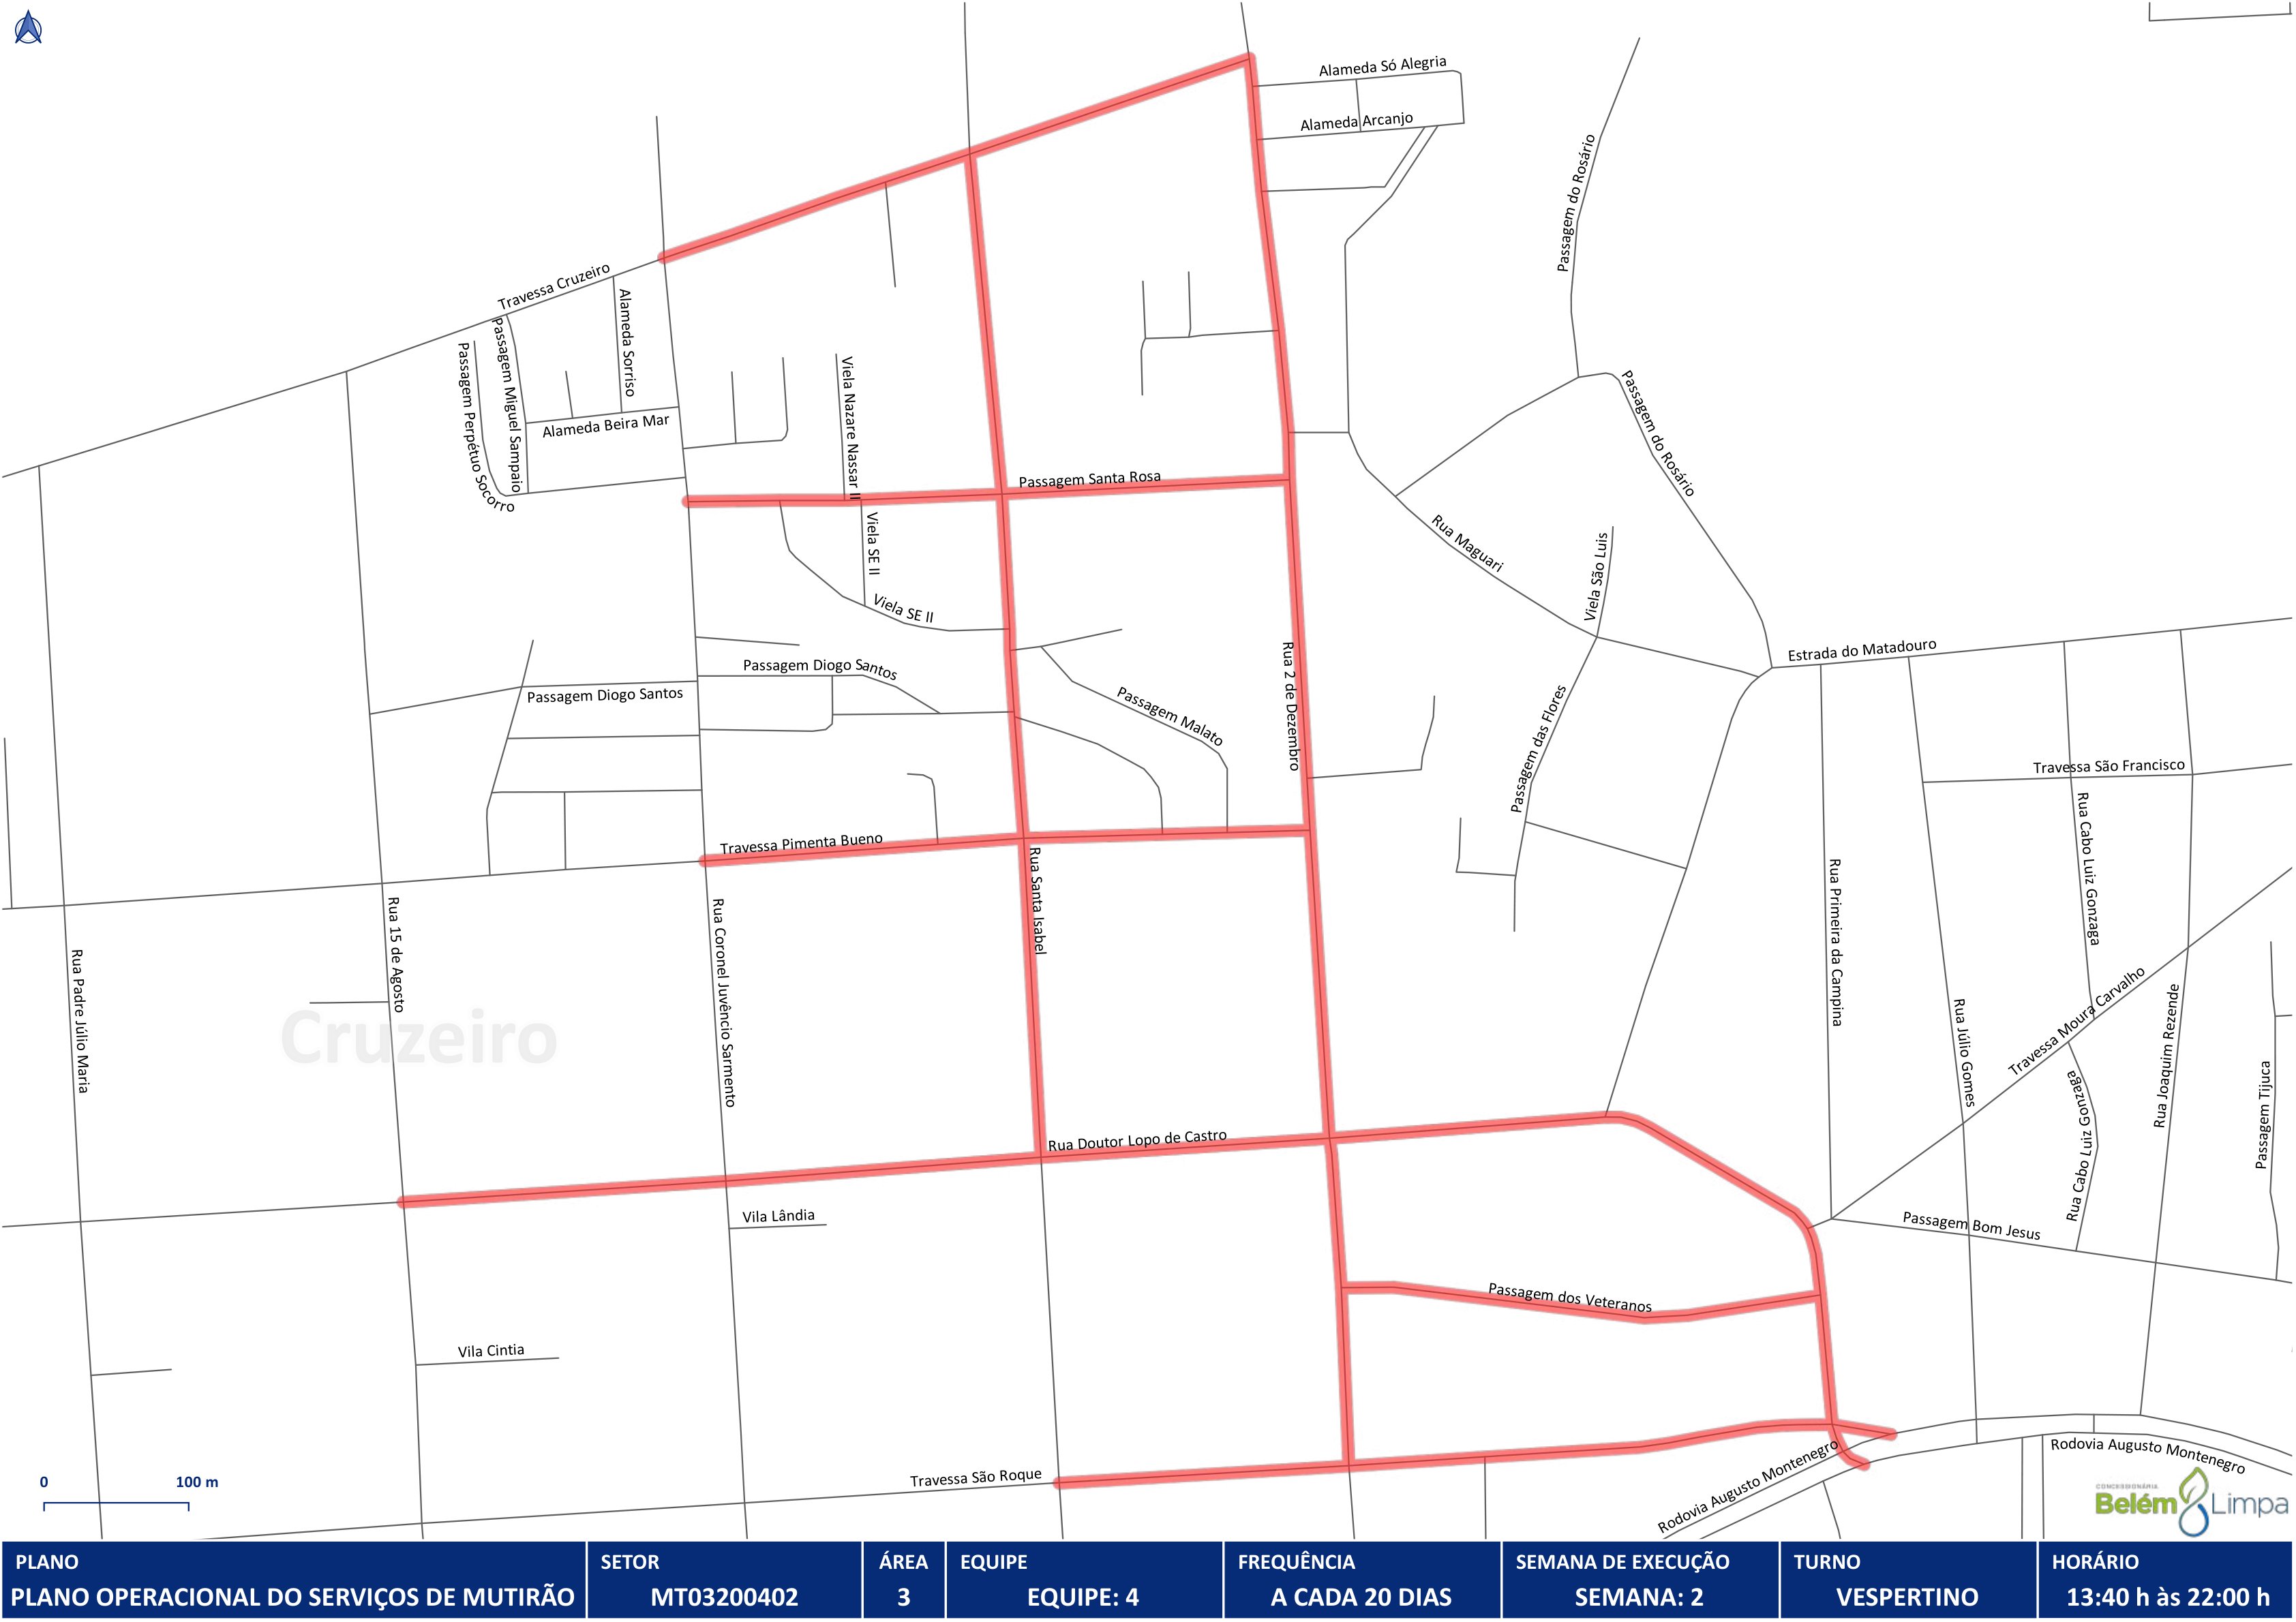 Alameda Só Alegria
Alameda Arcanjo
Passagem do Rosário
Travessa Cruzeiro
Alameda Sorriso
Passagem Miguel Sampaio
Passagem Perpétuo Socorro
Alameda Beira Mar
Viela Nazare Nassar II
Passagem do Rosário
Passagem Santa Rosa
Viela SE II
Rua Maguari
Viela São Luis
Viela SE II
Estrada do Matadouro
Passagem Diogo Santos
Passagem Diogo Santos
Rua 2 de Dezembro
Passagem Malato
Passagem das Flores
Travessa São Francisco
Rua Cabo Luiz Gonzaga
Travessa Pimenta Bueno
Rua Santa Isabel
Rua Primeira da Campina
Rua 15 de Agosto
Rua Coronel Juvêncio Sarmento
Rua Padre Júlio Maria
Cruzeiro
Travessa Moura Carvalho
Rua Júlio Gomes
Rua Joaquim Rezende
Rua Cabo Luiz Gonzaga
Passagem Tijuca
Rua Doutor Lopo de Castro
Vila Lândia
Passagem Bom Jesus
Passagem dos Veteranos
Vila Cintia
Rodovia Augusto Montenegro
Rodovia Augusto Montenegro
Travessa São Roque
0 100 m
CONCESSIONÁRIA
Belém Limpa
PLANO
PLANO OPERACIONAL DO SERVIÇOS DE MUTIRÃO
SETOR
MT03200402
ÁREA
3
EQUIPE
EQUIPE: 4
FREQUÊNCIA
A CADA 20 DIAS
SEMANA DE EXECUÇÃO
SEMANA: 2
TURNO
VESPERTINO
HORÁRIO
13:40 h às 22:00 h